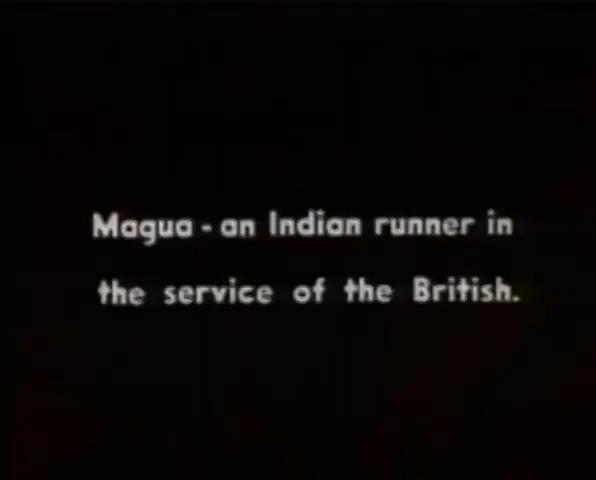 Magua - an Indian runner in
the service of the British.